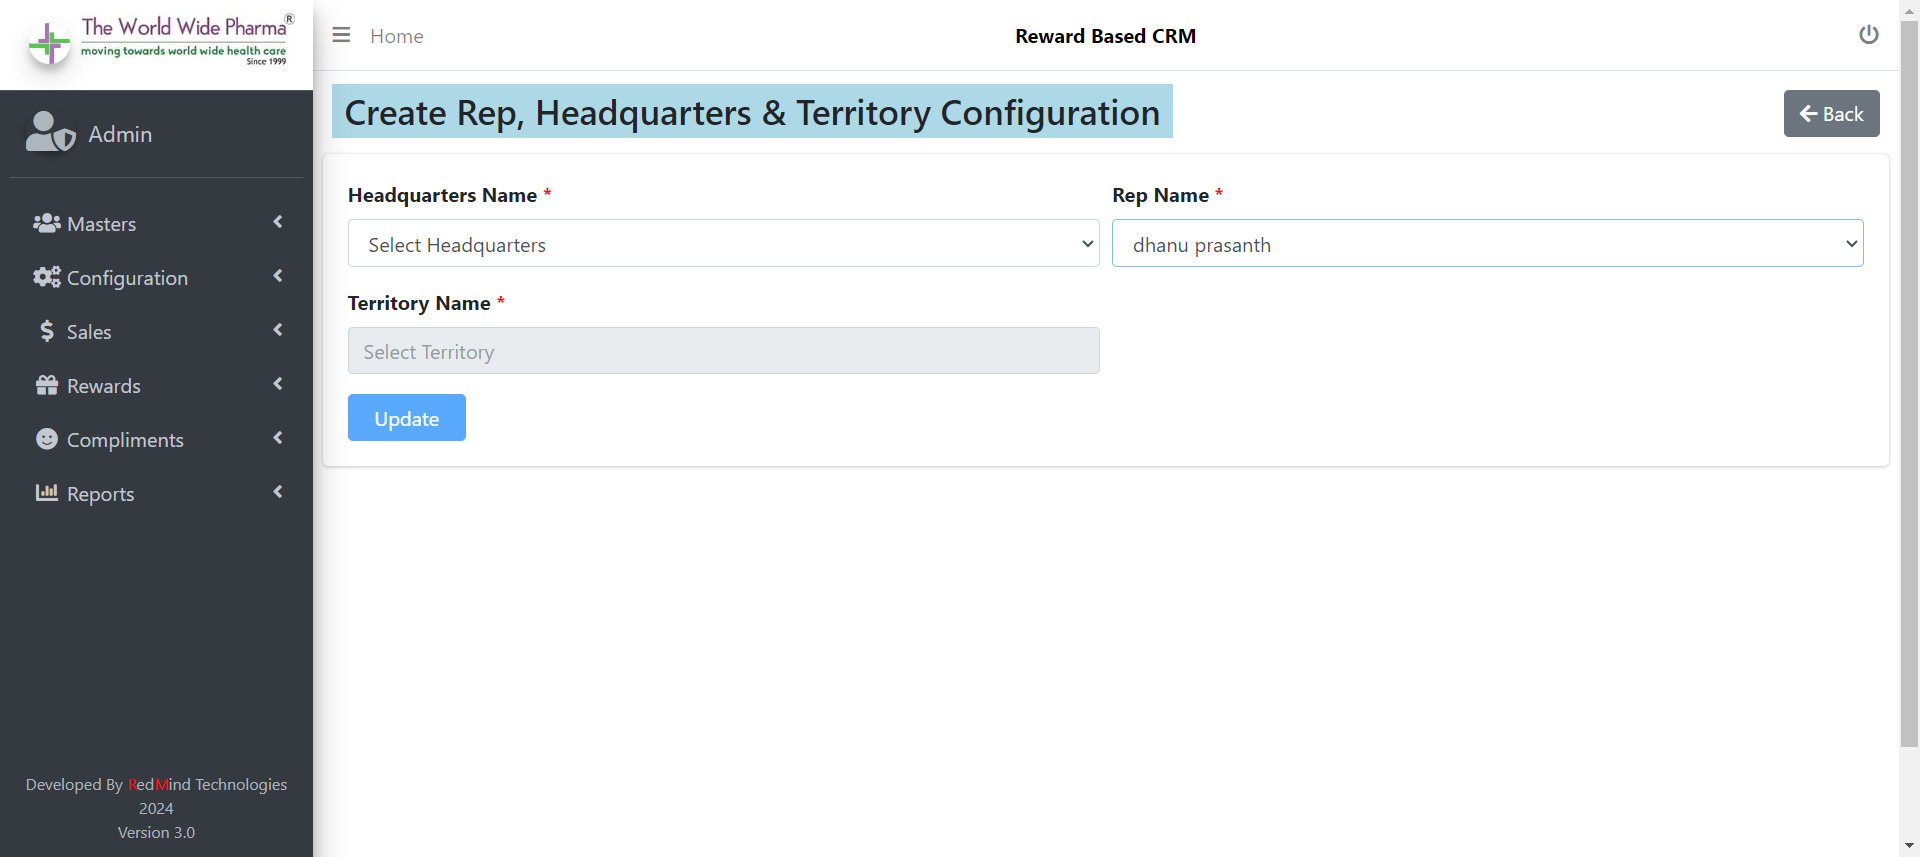 The World Wide Pharma®
moving towards world wide health care
Since 1999
Home
Reward Based CRM
Admin
Create Rep, Headquarters & Territory Configuration
Back
Masters
Configuration
Sales
Rewards
Compliments
Reports
Headquarters Name *
Select Headquarters
Rep Name *
dhanu prasanth
Territory Name *
Select Territory
Update
Developed By RedMind Technologies
2024
Version 3.0